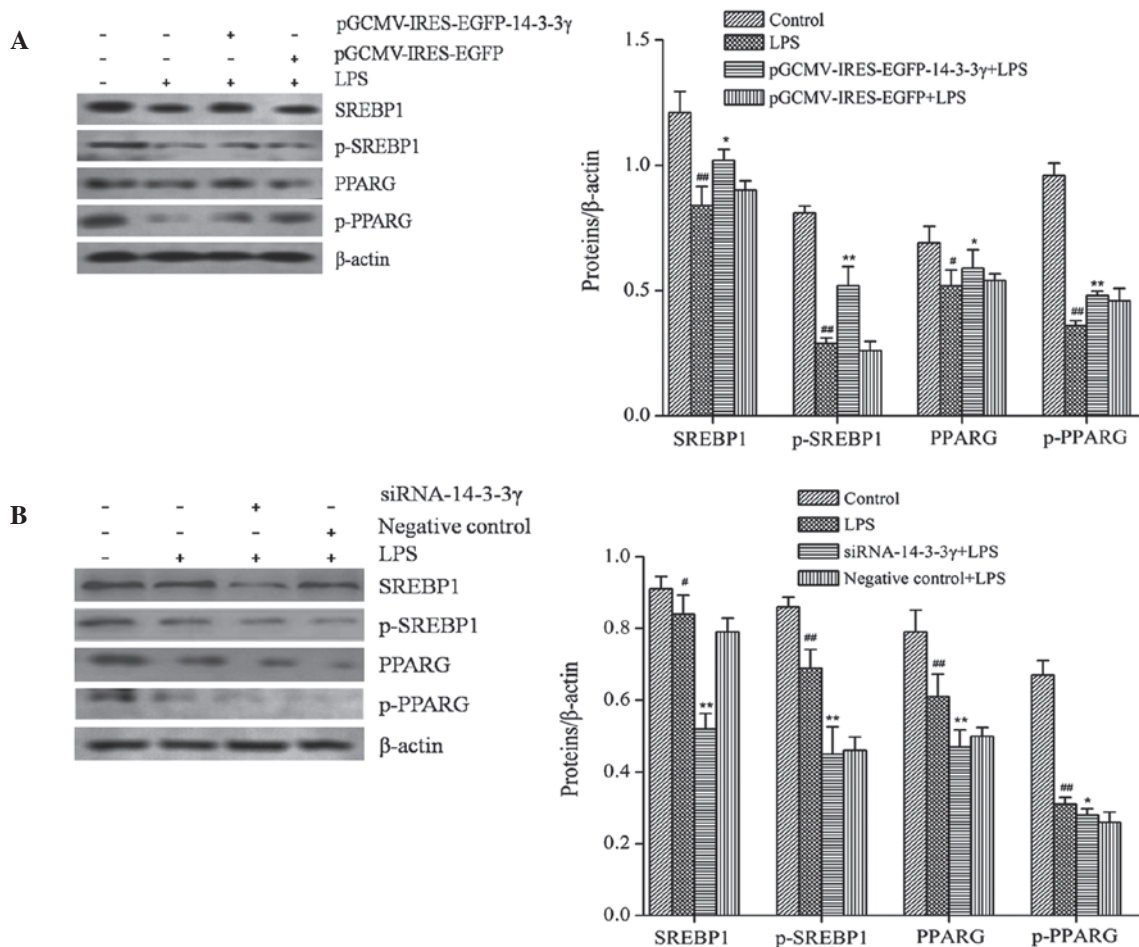 A
pGCMV-IRES-EGFP-14-3-3γ
- - + -
pGCMV-IRES-EGFP
- - - +
LPS
- + + +
SREBP1
p-SREBP1
PPARG
p-PPARG
β-actin
Control
LPS
pGCMV-IRES-EGFP-14-3-3γ+LPS
pGCMV-IRES-EGFP+LPS
Proteins/β-actin
1.5
1.0
0.5
0.0
## *
## **
# *
## **
SREBP1 p-SREBP1 PPARG p-PPARG
B
siRNA-14-3-3γ
- - + -
Negative control
- - - +
LPS
- + + +
SREBP1
p-SREBP1
PPARG
p-PPARG
β-actin
Control
LPS
siRNA-14-3-3γ+LPS
Negative control+LPS
Proteins/β-actin
1.0
0.8
0.6
0.4
0.2
0.0
# **
## **
## **
## *
SREBP1 p-SREBP1 PPARG p-PPARG